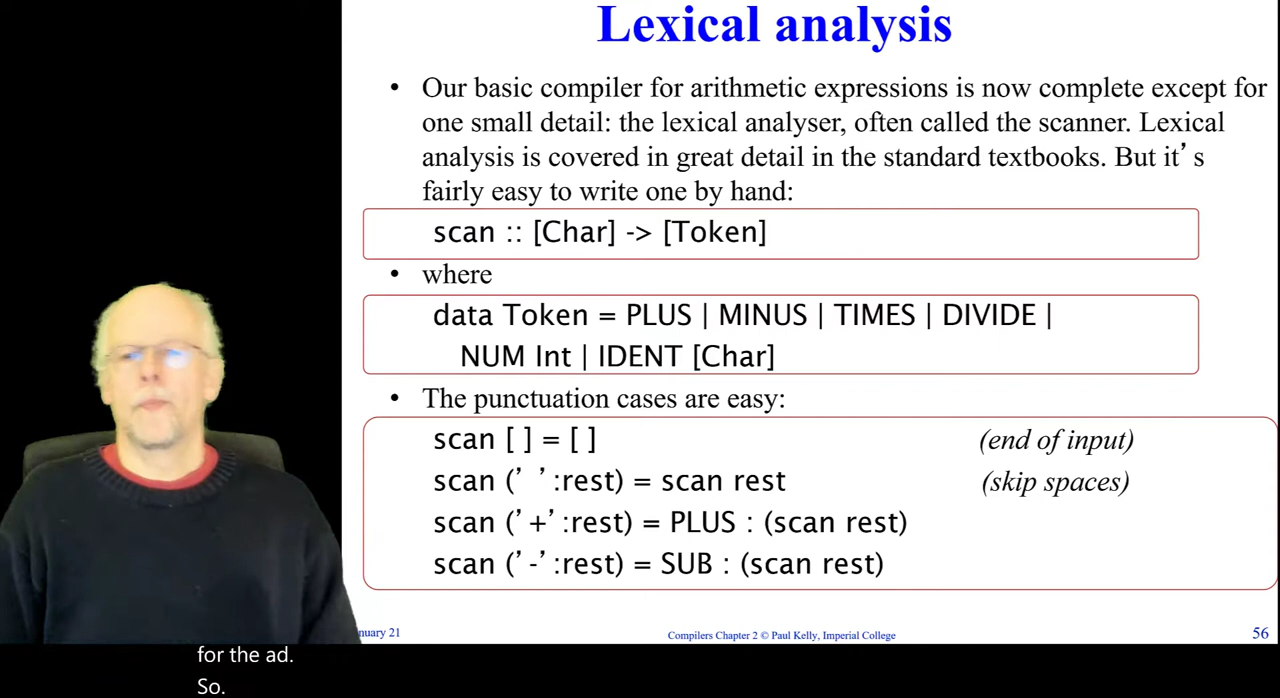 Lexical analysis
• Our basic compiler for arithmetic expressions is now complete except for
one small detail: the lexical analyser, often called the scanner. Lexical
analysis is covered in great detail in the standard textbooks. But it’s
fairly easy to write one by hand:
scan :: [Char] -> [Token]
• where
data Token = PLUS | MINUS | TIMES | DIVIDE |
NUM Int | IDENT [Char]
• The punctuation cases are easy:
scan [ ] = [ ] (end of input)
scan (’ ’:rest) = scan rest (skip spaces)
scan (’+’:rest) = PLUS : (scan rest)
scan (’-’:rest) = SUB : (scan rest)
nuary 21 Compilers Chapter 2 © Paul Kelly, Imperial College 56
for the ad.
So.